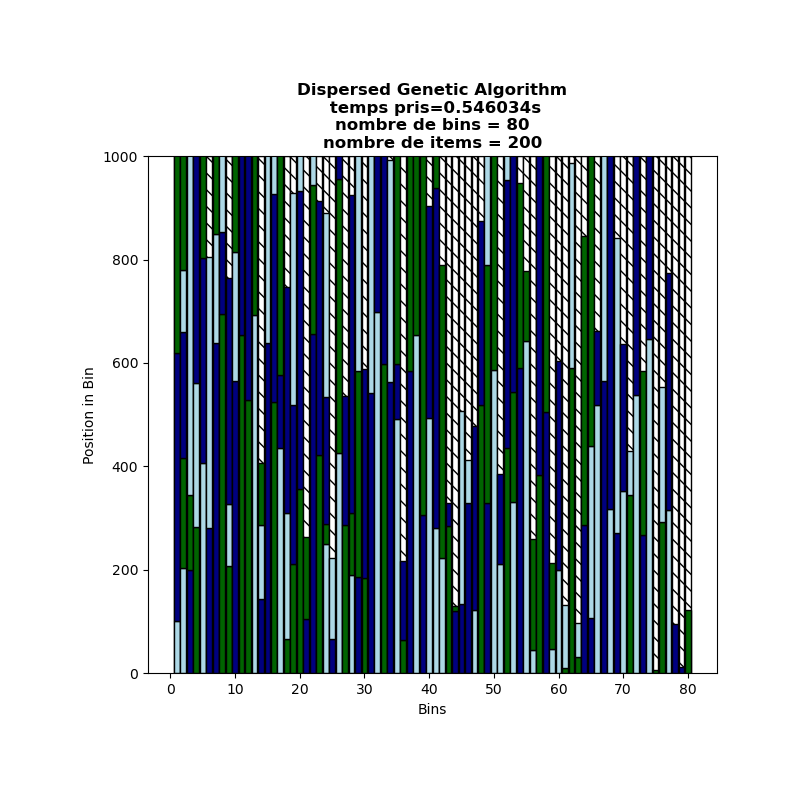 Dispersed Genetic Algorithm
temps pris=0.546034s
nombre de bins = 80
nombre de items = 200
1000
800
600
400
200
0
Position in Bin
0 10 20 30 40 50 60 70 80
Bins